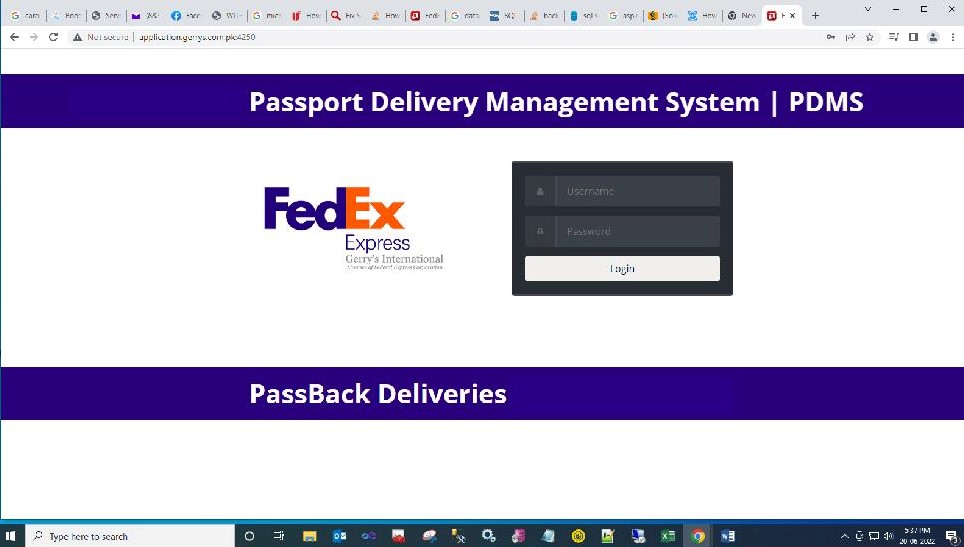 Not secure | application.gerrys.com.pk:4250
Passport Delivery Management System | PDMS
FedEx
Express
Gerry's International
Username
Password
Login
PassBack Deliveries
Type here to search
5:37 PM
20-06-2022